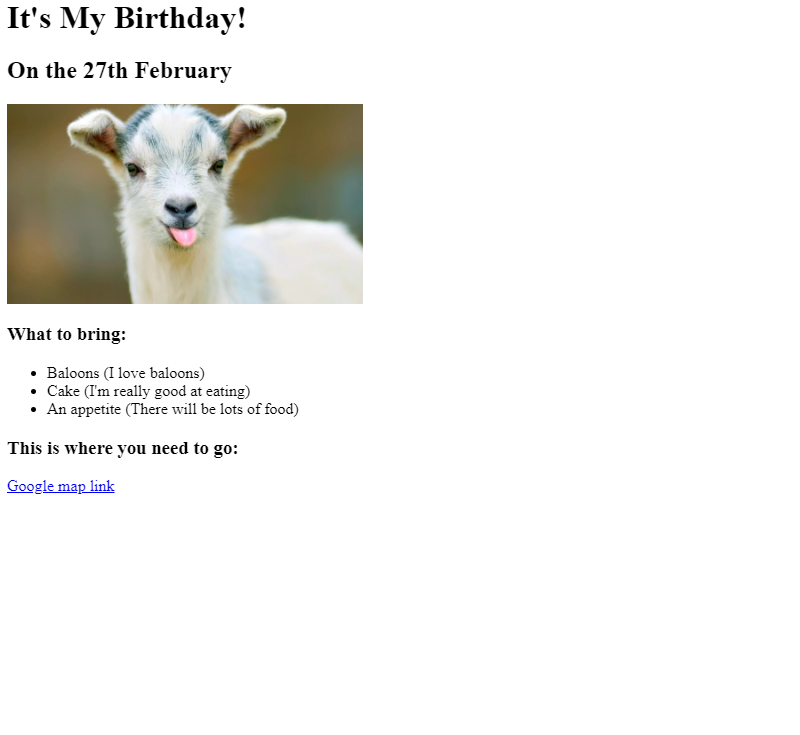 It's My Birthday!
On the 27th February
What to bring:
Baloons (I love baloons)
Cake (I'm really good at eating)
An appetite (There will be lots of food)
This is where you need to go:
Google map link